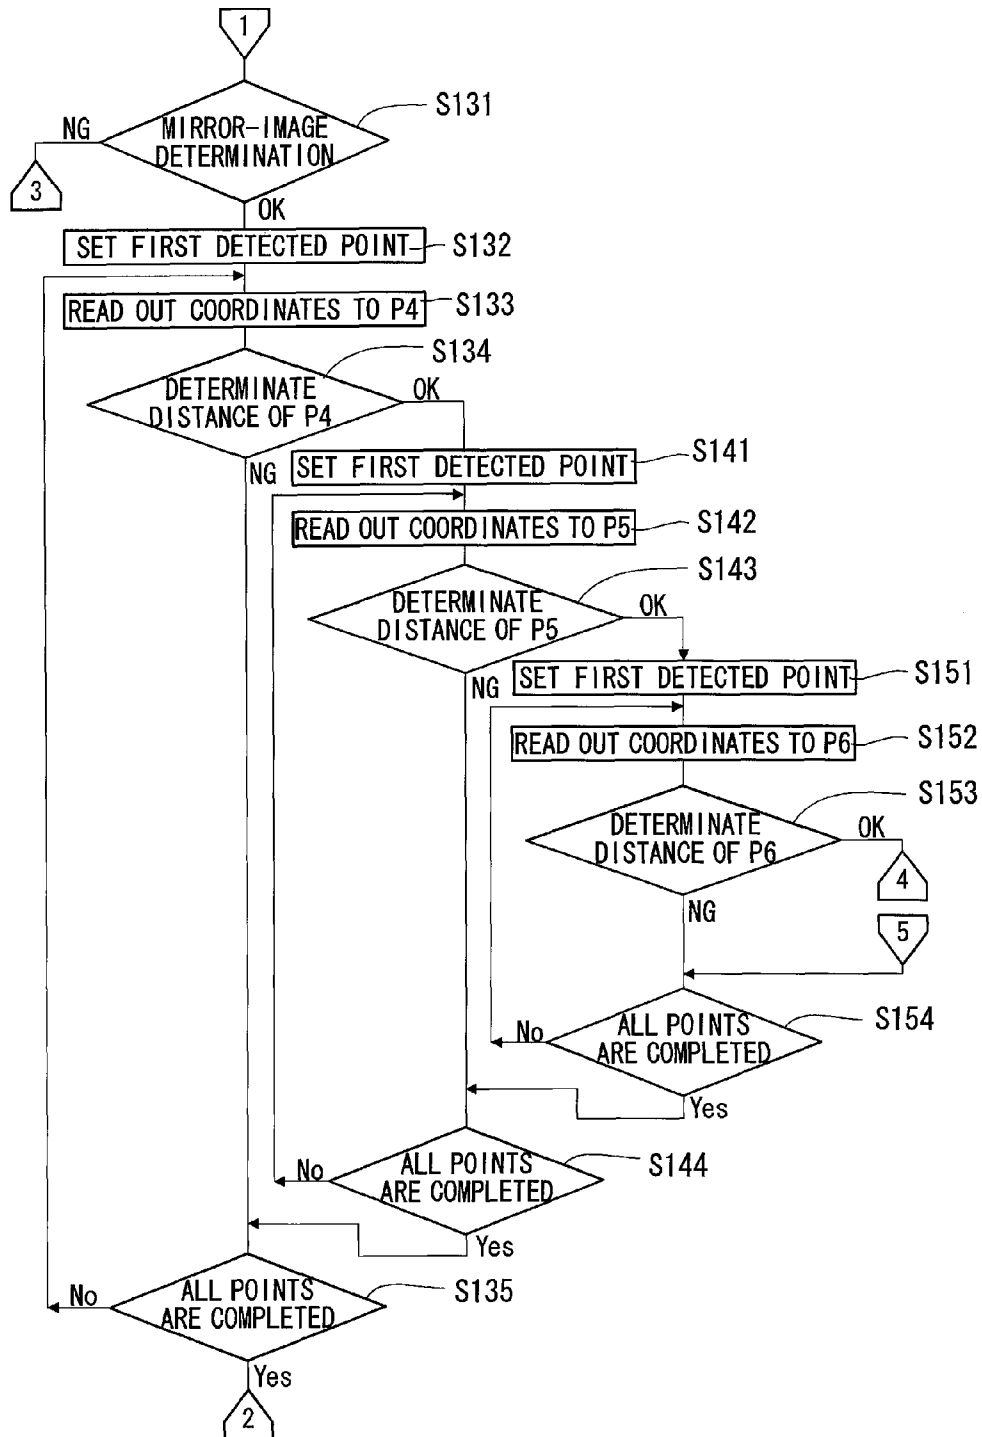 1
S131
NG
MIRROR-IMAGE
DETERMINATION
3
OK
SET FIRST DETECTED POINT
S132
READ OUT COORDINATES TO P4
S133
S134
DETERMINATE
DISTANCE OF P4
OK
NG
SET FIRST DETECTED POINT
S141
READ OUT COORDINATES TO P5
S142
S143
DETERMINATE
DISTANCE OF P5
OK
NG
SET FIRST DETECTED POINT
S151
READ OUT COORDINATES TO P6
S152
S153
DETERMINATE
DISTANCE OF P6
OK
4
NG
5
S154
No
ALL POINTS
ARE COMPLETED
Yes
S144
No
ALL POINTS
ARE COMPLETED
Yes
S135
No
ALL POINTS
ARE COMPLETED
Yes
2